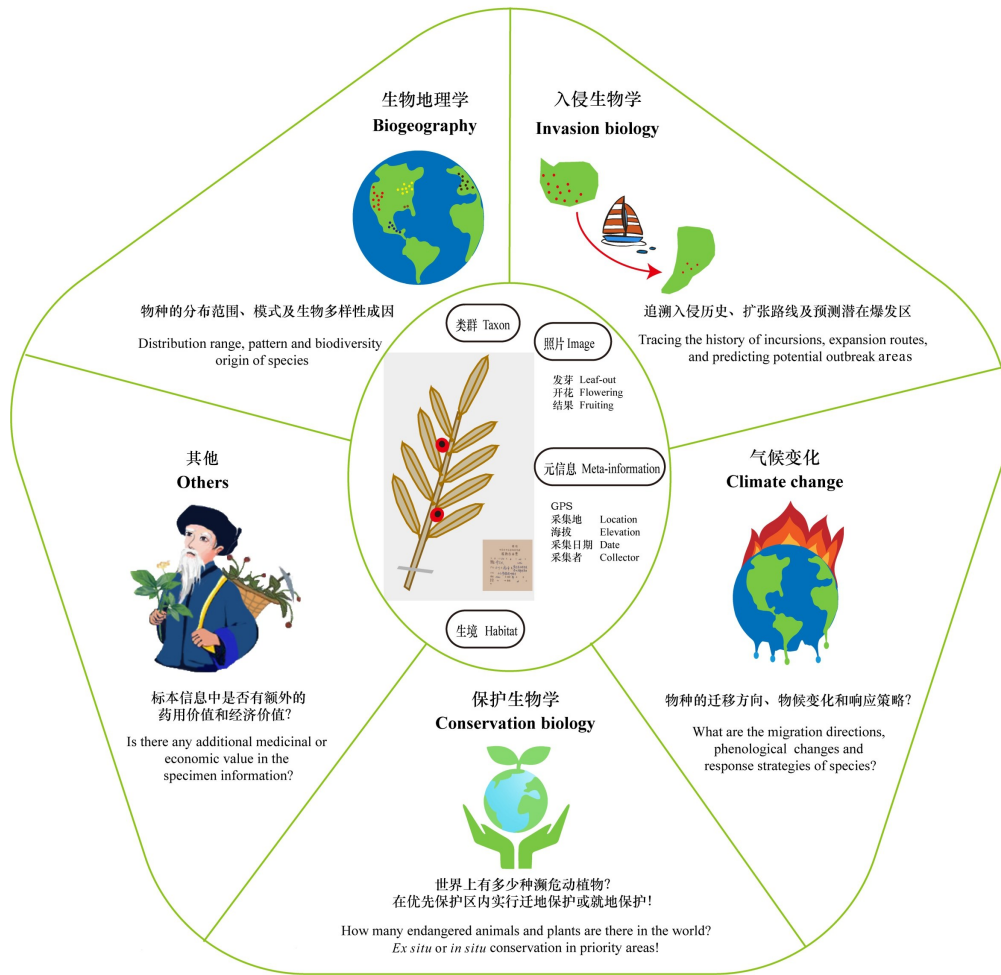 生物地理学
Biogeography
物种的分布范围、模式及生物多样性成因
Distribution range, pattern and biodiversity
origin of species
入侵生物学
Invasion biology
追溯入侵历史、扩张路线及预测潜在爆发区
Tracing the history of incursions, expansion routes,
and predicting potential outbreak areas
类群 Taxon
照片 Image
发芽 Leaf-out
开花 Flowering
结果 Fruiting
元信息 Meta-information
GPS
采集地 Location
海拔 Elevation
采集日期 Date
采集者 Collector
生境 Habitat
其他
Others
标本信息中是否有额外的
药用价值和经济价值?
Is there any additional medicinal or
economic value in the
specimen information?
气候变化
Climate change
物种的迁移方向、物候变化和响应策略?
What are the migration directions,
phenological changes and
response strategies of species?
保护生物学
Conservation biology
世界上有多少种濒危动植物?
在优先保护区内实行迁地保护或就地保护!
How many endangered animals and plants are there in the world?
Ex situ or in situ conservation in priority areas!